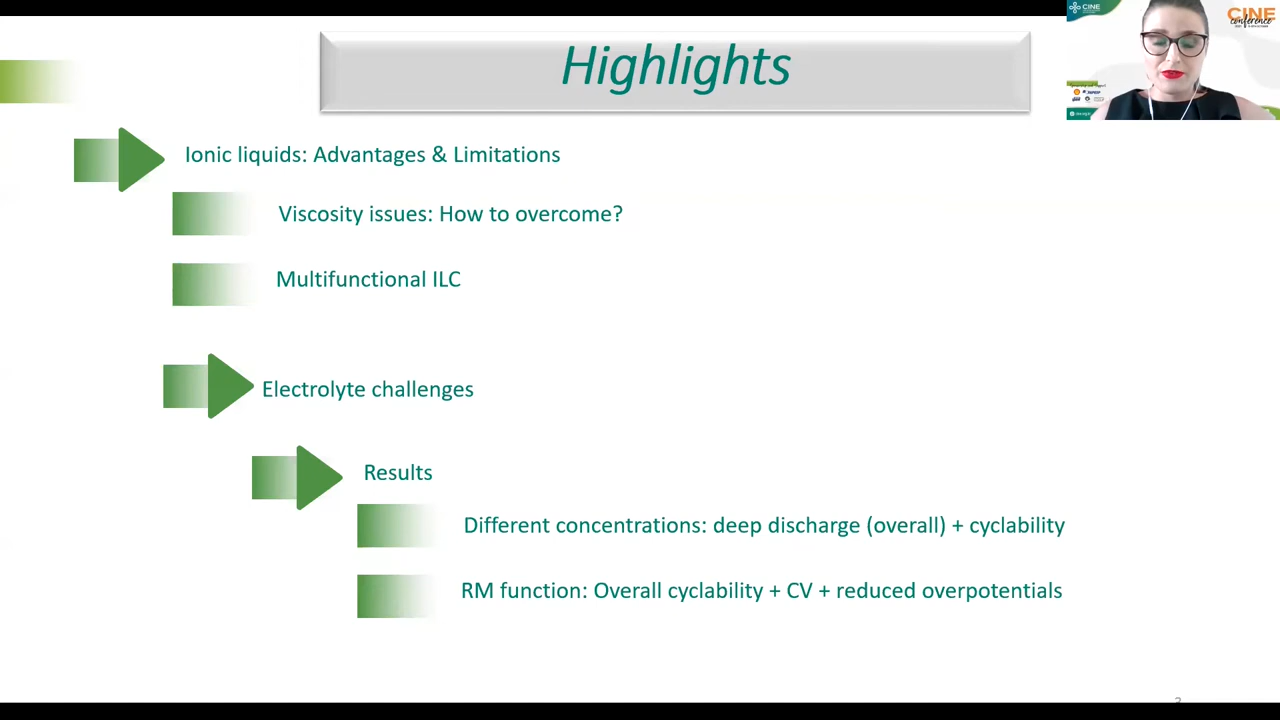 Highlights
CINE
CINE
conference
Ionic liquids: Advantages & Limitations
Viscosity issues: How to overcome?
Multifunctional ILC
Electrolyte challenges
Results
Different concentrations: deep discharge (overall) + cyclability
RM function: Overall cyclability + CV + reduced overpotentials